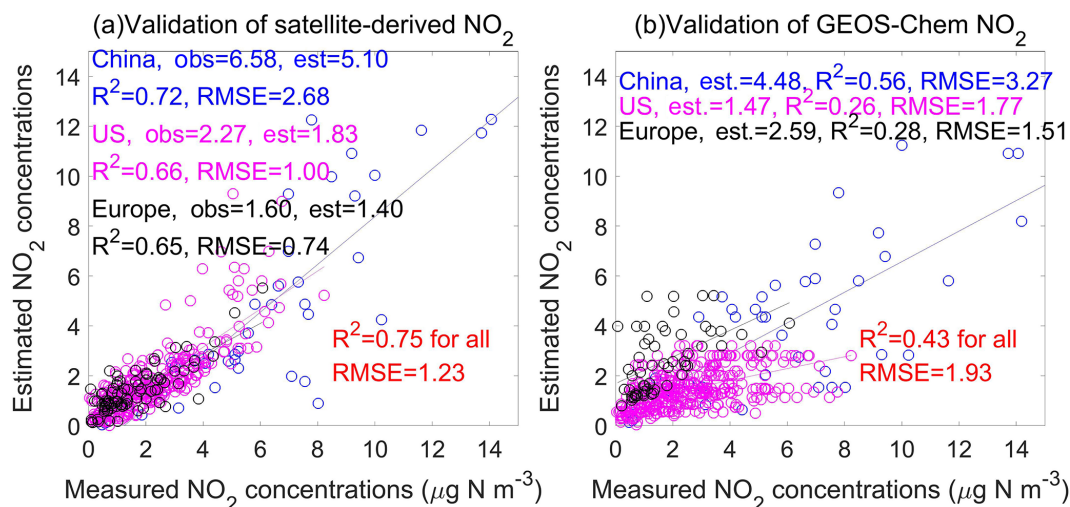 (a)Validation of satellite-derived NO2
China, obs=6.58, est=5.10
R2=0.72, RMSE=2.68
US, obs=2.27, est=1.83
R2=0.66, RMSE=1.00
Europe, obs=1.60, est=1.40
R2=0.65, RMSE=0.74
R2=0.75 for all
RMSE=1.23
Estimated NO2 concentrations
14
12
10
8
6
4
2
0
0 2 4 6 8 10 12 14
Measured NO2 concentrations (μg N m-3)
(b)Validation of GEOS-Chem NO2
China, est.=4.48, R2=0.56, RMSE=3.27
US, est.=1.47, R2=0.26, RMSE=1.77
Europe, est.=2.59, R2=0.28, RMSE=1.51
R2=0.43 for all
RMSE=1.93
Estimated NO2 concentrations
14
12
10
8
6
4
2
0
0 2 4 6 8 10 12 14
Measured NO2 concentrations (μg N m-3)